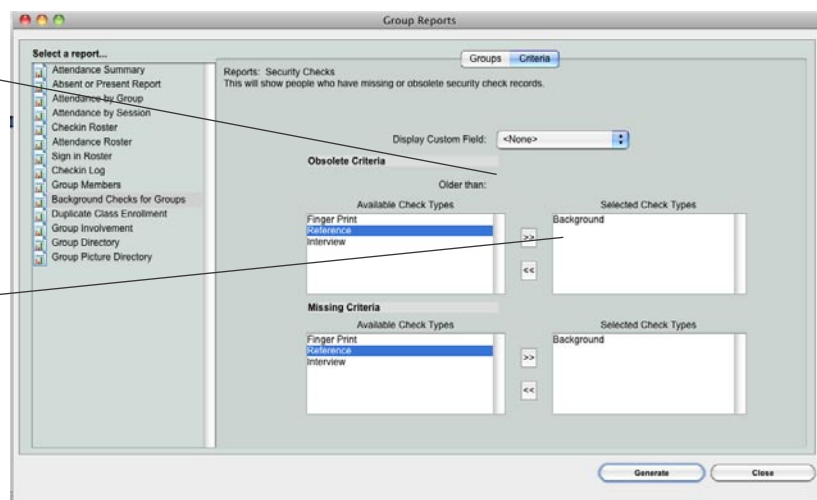 Group Reports
Select a report...
Attendance Summary
Absent or Present Report
Attendance by Group
Attendance by Session
Checkin Roster
Attendance Roster
Sign in Roster
Checkin Log
Group Members
Background Checks for Groups
Duplicate Class Enrollment
Group Involvement
Group Directory
Group Picture Directory
Groups Criteria
Reports: Security Checks
This will show people who have missing or obsolete security check records.
Display Custom Field: <None>
Obsolete Criteria
Older than:
Available Check Types Selected Check Types
Finger Print Background
Reference
Interview
>>
<<
Missing Criteria
Available Check Types Selected Check Types
Finger Print Background
Reference
Interview
>>
<<
Generate Close